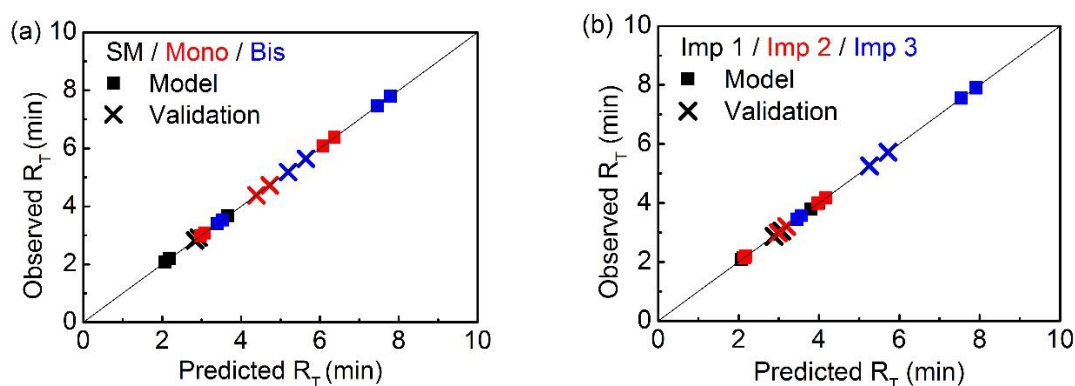 (a)
SM / Mono / Bis
Model
Validation
Observed R_T (min)
10
8
6
4
2
0
0 2 4 6 8 10
Predicted R_T (min)
(b)
Imp 1 / Imp 2 / Imp 3
Model
Validation
Observed R_T (min)
10
8
6
4
2
0
0 2 4 6 8 10
Predicted R_T (min)